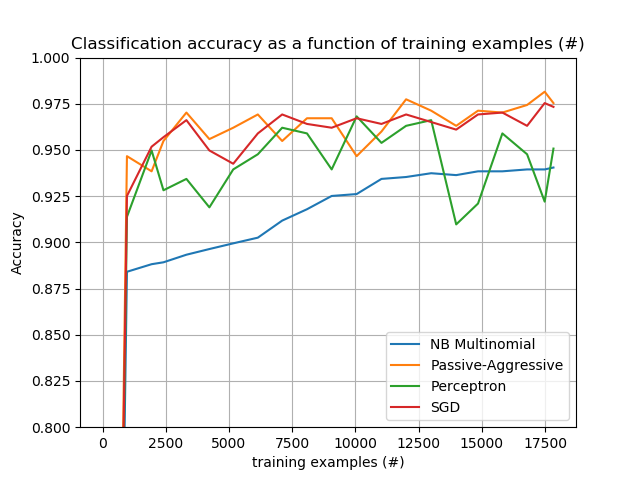 Classification accuracy as a function of training examples (#)
1.000
0.975
0.950
0.925
0.900
0.875
0.850
0.825
0.800
Accuracy
NB Multinomial
Passive-Aggressive
Perceptron
SGD
0 2500 5000 7500 10000 12500 15000 17500
training examples (#)